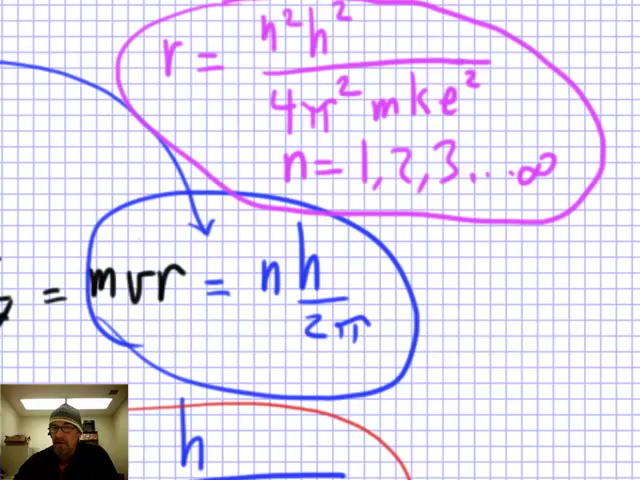 r = n²h² / 4π²mke²
n = 1, 2, 3 . . . ∞
= mvr = n h / 2π
h